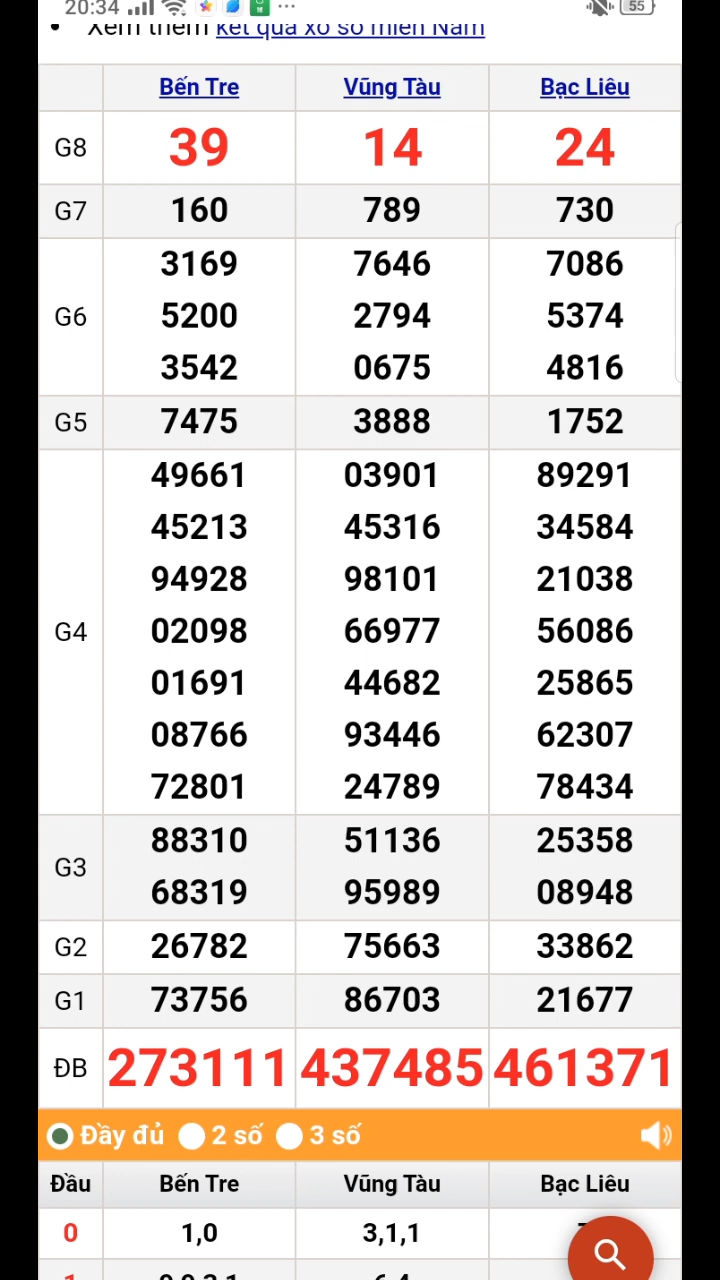 20:34 55
Xem thêm kết quả xổ số miền Nam
Bến Tre Vũng Tàu Bạc Liêu
G8 39 14 24
G7 160 789 730
3169 7646 7086
G6 5200 2794 5374
3542 0675 4816
G5 7475 3888 1752
49661 03901 89291
45213 45316 34584
94928 98101 21038
G4 02098 66977 56086
01691 44682 25865
08766 93446 62307
72801 24789 78434
G3 88310 51136 25358
68319 95989 08948
G2 26782 75663 33862
G1 73756 86703 21677
ĐB 273111 437485 461371
Đầy đủ 2 số 3 số
Đầu Bến Tre Vũng Tàu Bạc Liêu
0 1,0 3,1,1